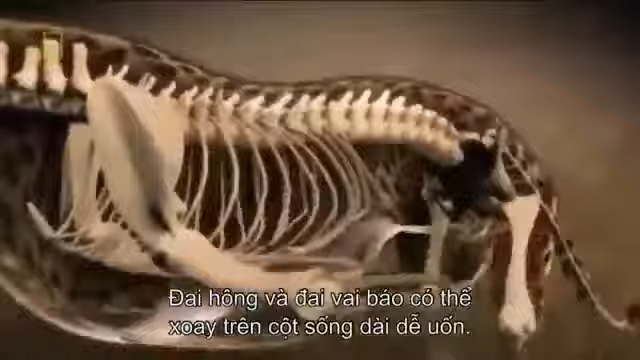 Đai hông và đai vai báo có thể
xoay trên cột sống dài dễ uốn.